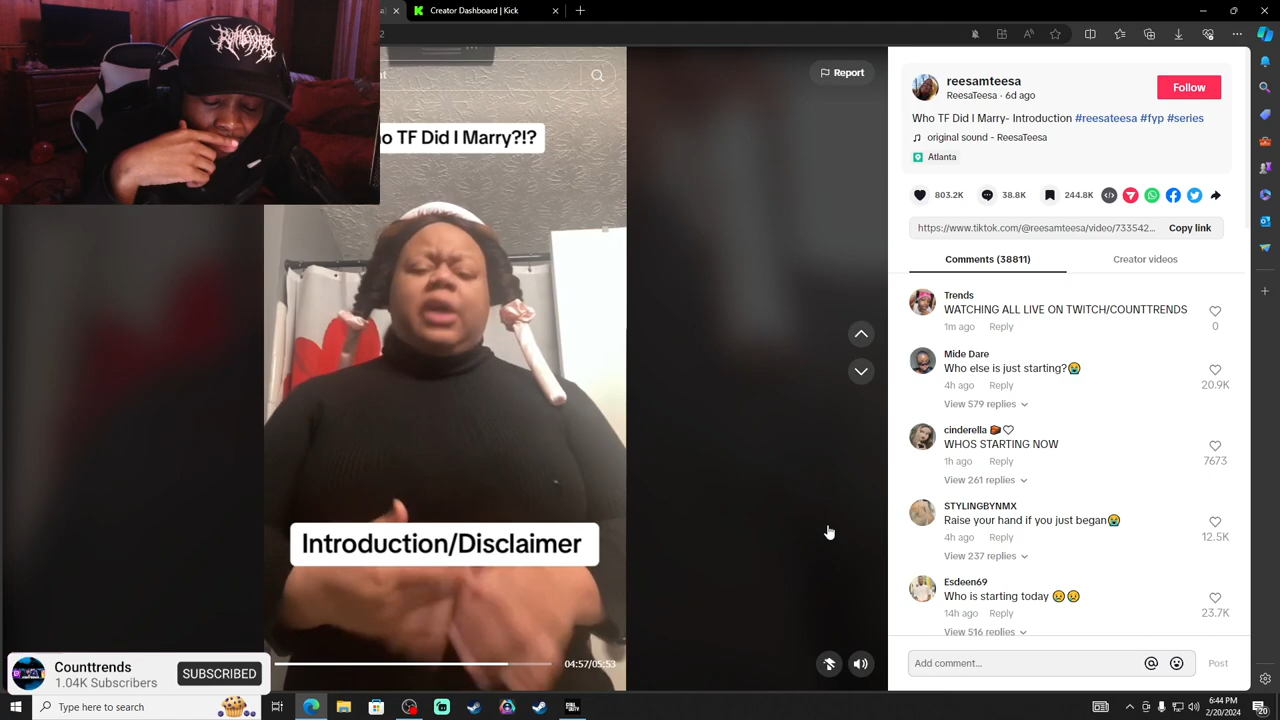 Creator Dashboard | Kick
2
nt
Report
o TF Did I Marry?!?
Introduction/Disclaimer
04:57/05:53
reesamteesa
ReesaTeesa · 6d ago
Follow
Who TF Did I Marry- Introduction #reesateesa #fyp #series
original sound - ReesaTeesa
Atlanta
803.2K
38.8K
244.8K
https://www.tiktok.com/@reesamteesa/video/733542...
Copy link
Comments (38811)
Creator videos
Trends
WATCHING ALL LIVE ON TWITCH/COUNTTRENDS
1m ago Reply
0
Mide Dare
Who else is just starting?😭
4h ago Reply
20.9K
View 579 replies
cinderella
WHOS STARTING NOW
1h ago Reply
7673
View 261 replies
STYLINGBYNMX
Raise your hand if you just began😭
4h ago Reply
12.5K
View 237 replies
Esdeen69
Who is starting today 😥😥
14h ago Reply
23.7K
View 516 replies
Add comment...
Post
Counttrends
1.04K Subscribers
SUBSCRIBED
Type here to search
6:44 PM
2/20/2024